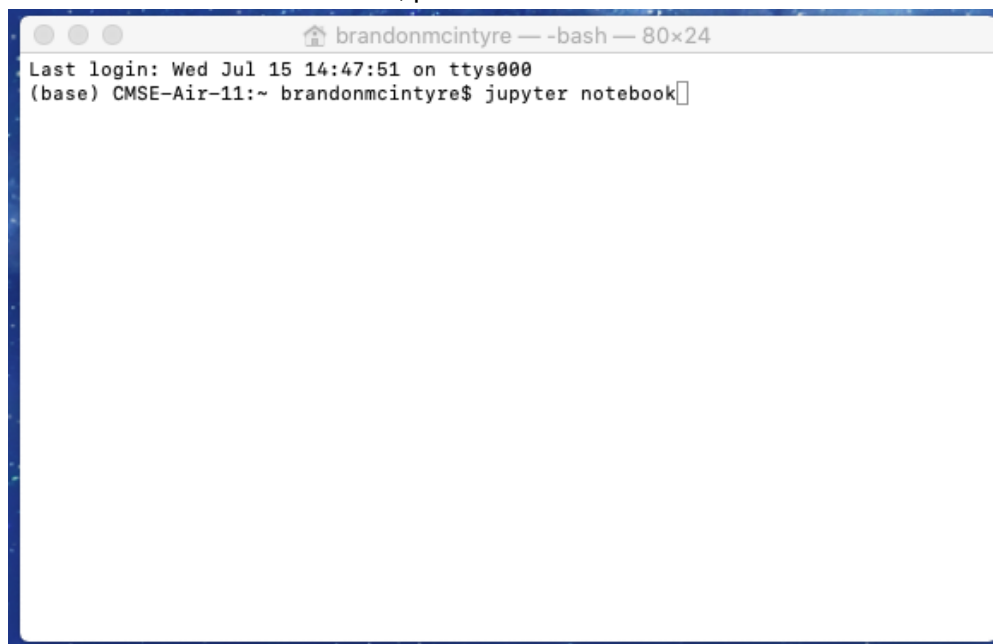 brandonmcintyre — -bash — 80×24
Last login: Wed Jul 15 14:47:51 on ttys000
(base) CMSE-Air-11:~ brandonmcintyre$ jupyter notebook